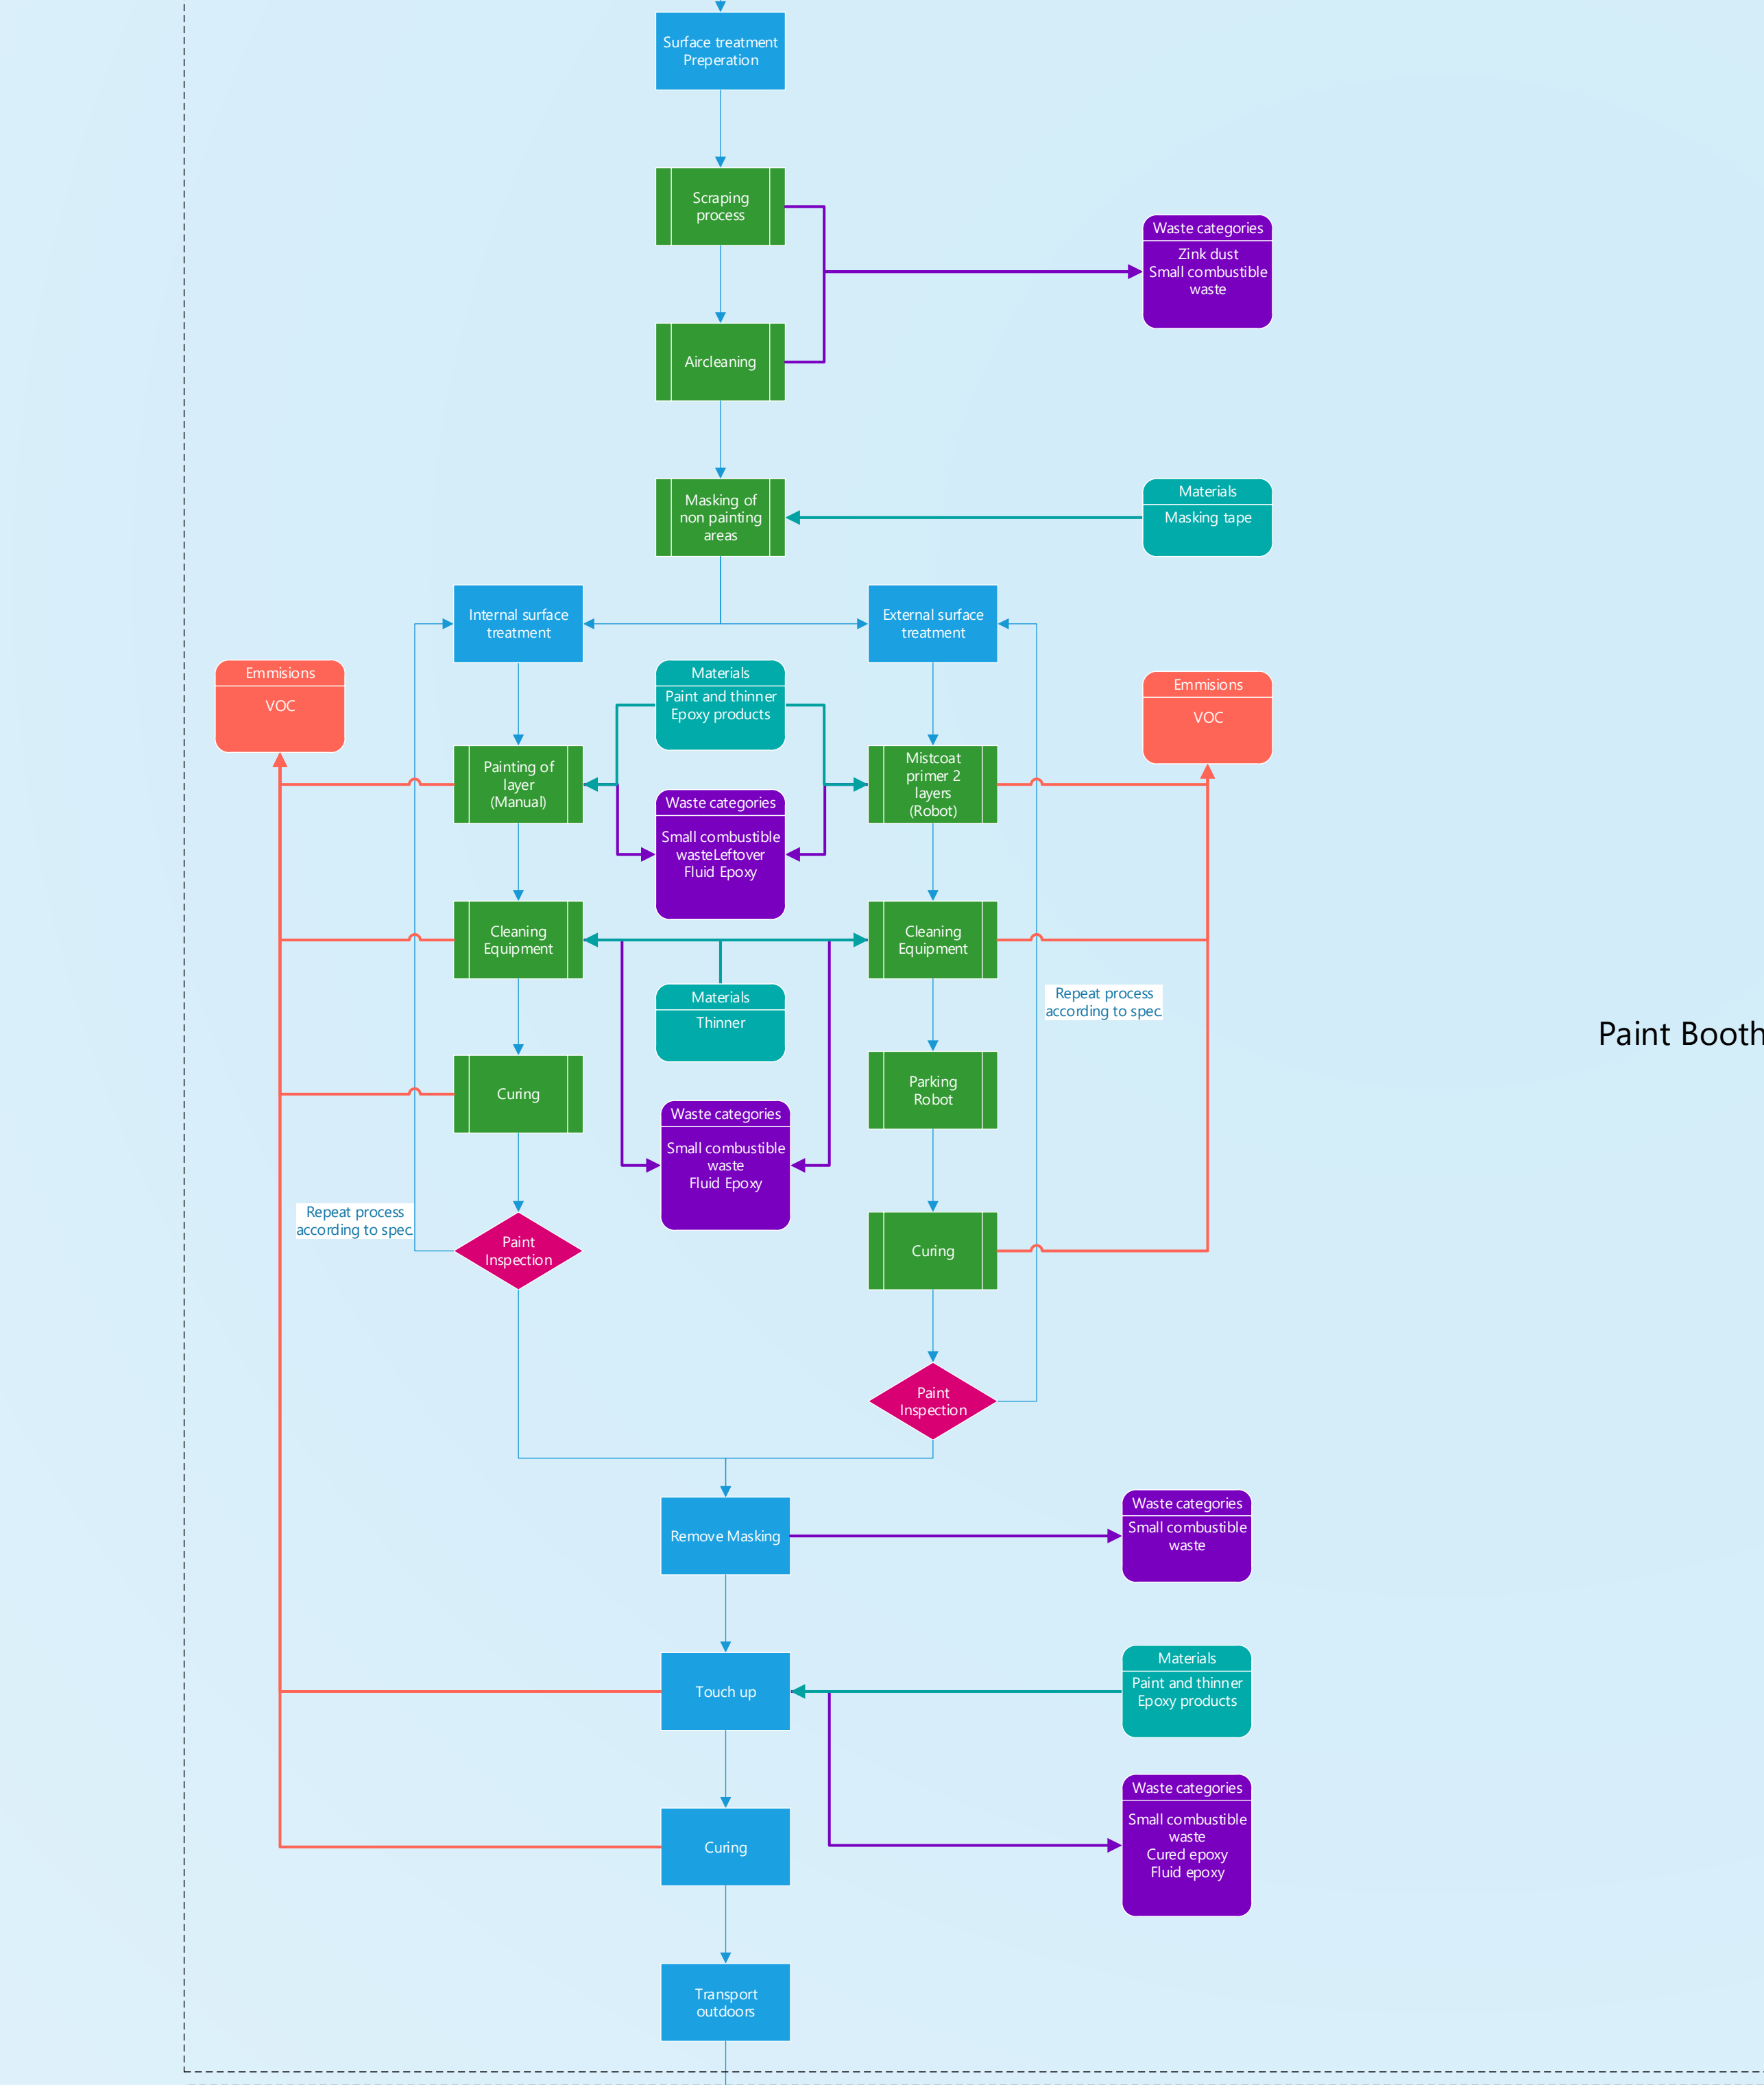 Surface treatment
Preperation
Scraping
process
Waste categories
Zink dust
Small combustible
waste
Aircleaning
Masking of
non painting
areas
Materials
Masking tape
Internal surface
treatment
External surface
treatment
Emmisions
VOC
Materials
Paint and thinner
Epoxy products
Emmisions
VOC
Painting of
layer
(Manual)
Mistcoat
primer 2
layers
(Robot)
Waste categories
Small combustible
wasteLeftover
Fluid Epoxy
Cleaning
Equipment
Cleaning
Equipment
Materials
Thinner
Repeat process
according to spec.
Paint Booth
Curing
Parking
Robot
Waste categories
Small combustible
waste
Fluid Epoxy
Repeat process
according to spec.
Paint
Inspection
Curing
Paint
Inspection
Remove Masking
Waste categories
Small combustible
waste
Touch up
Materials
Paint and thinner
Epoxy products
Waste categories
Small combustible
waste
Cured epoxy
Fluid epoxy
Curing
Transport
outdoors